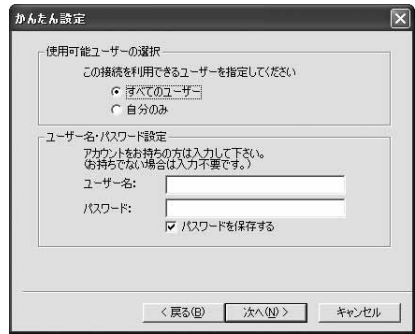 かんたん設定
使用可能ユーザーの選択
この接続を利用できるユーザーを指定してください
すべてのユーザー
自分のみ
ユーザー名・パスワード設定
アカウントをお持ちの方は入力して下さい。
(お持ちでない場合は入力不要です。)
ユーザー名:
パスワード:
パスワードを保存する
< 戻る(B)
次へ(N) >
キャンセル